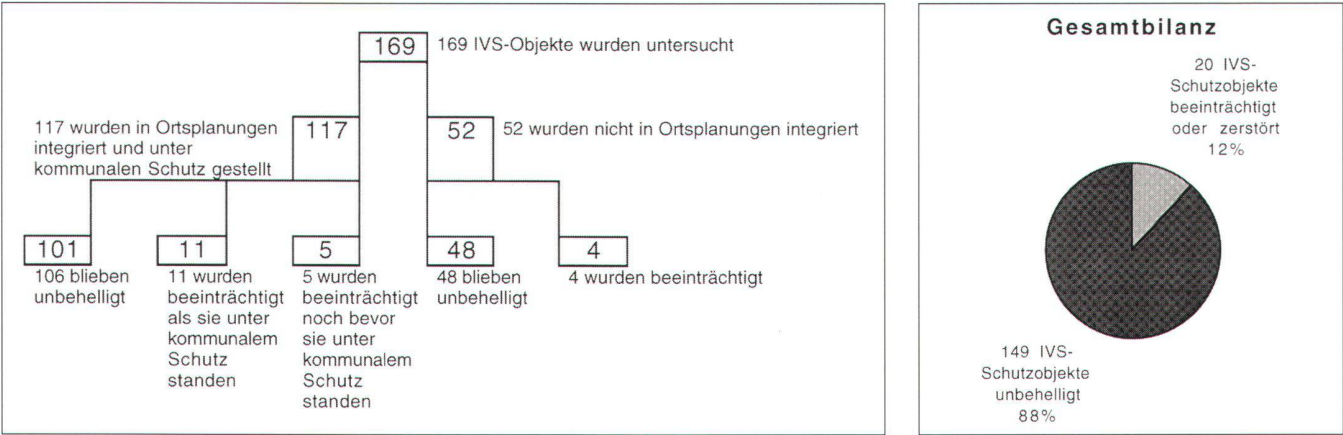 169
169 IVS-Objekte wurden untersucht
117 wurden in Ortsplanungen
integriert und unter
kommunalen Schutz gestellt
117
52
52 wurden nicht in Ortsplanungen integriert
101
106 blieben
unbehelligt
11
11 wurden
beeinträchtigt
als sie unter
kommunalem
Schutz
standen
5
5 wurden
beeinträchtigt
noch bevor
sie unter
kommunalem
Schutz
standen
48
48 blieben
unbehelligt
4
4 wurden beeinträchtigt
Gesamtbilanz
20 IVS-
Schutzobjekte
beeinträchtigt
oder zerstört
12%
149 IVS-
Schutzobjekte
unbehelligt
88%